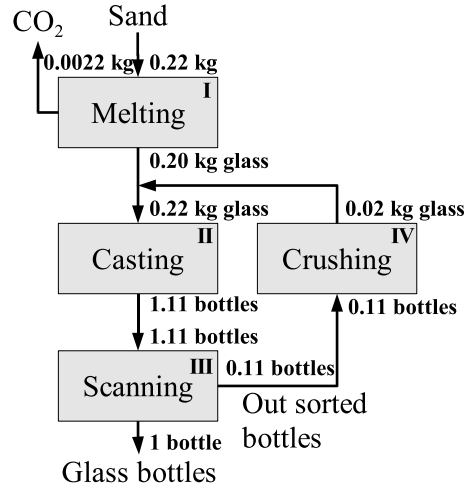 CO2
Sand
0.0022 kg
0.22 kg
I
Melting
0.20 kg glass
0.22 kg glass
0.02 kg glass
II
Casting
IV
Crushing
1.11 bottles
0.11 bottles
1.11 bottles
III
Scanning
0.11 bottles
Out sorted
bottles
1 bottle
Glass bottles